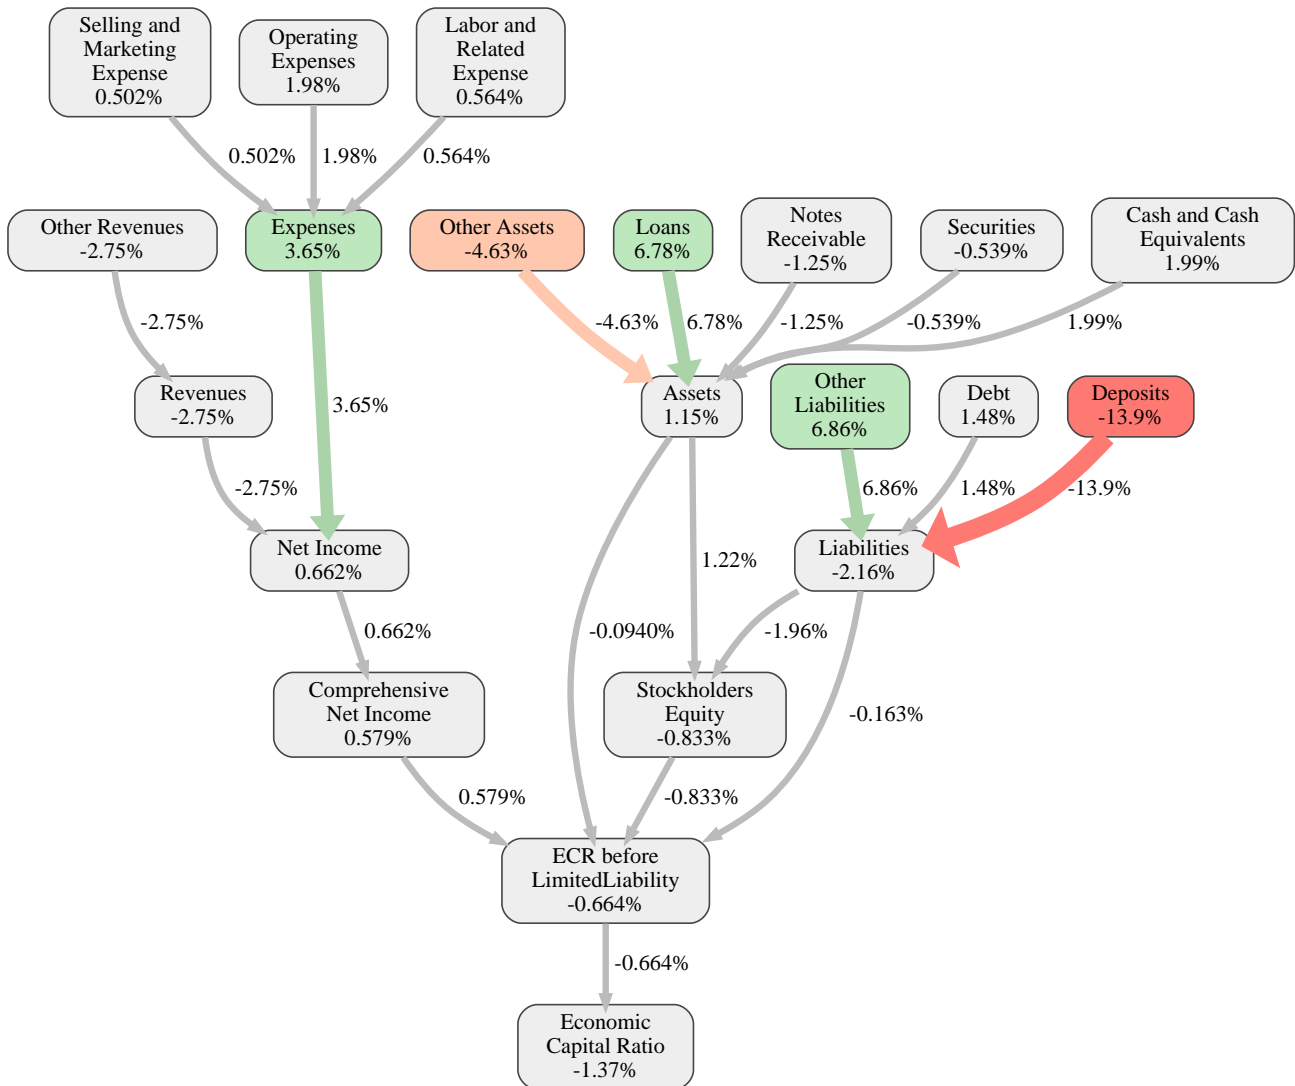 Selling and
Marketing
Expense
0.502%
Operating
Expenses
1.98%
Labor and
Related
Expense
0.564%
0.502%
1.98%
0.564%
Other Revenues
-2.75%
Expenses
3.65%
Other Assets
-4.63%
Loans
6.78%
Notes
Receivable
-1.25%
Securities
-0.539%
Cash and Cash
Equivalents
1.99%
-2.75%
-4.63%
6.78%
-1.25%
-0.539%
1.99%
Revenues
-2.75%
3.65%
Assets
1.15%
Other
Liabilities
6.86%
Debt
1.48%
Deposits
-13.9%
-2.75%
6.86%
1.48%
-13.9%
Net Income
0.662%
1.22%
Liabilities
-2.16%
0.662%
-0.0940%
-1.96%
Comprehensive
Net Income
0.579%
Stockholders
Equity
-0.833%
-0.163%
0.579%
-0.833%
ECR before
LimitedLiability
-0.664%
-0.664%
Economic
Capital Ratio
-1.37%